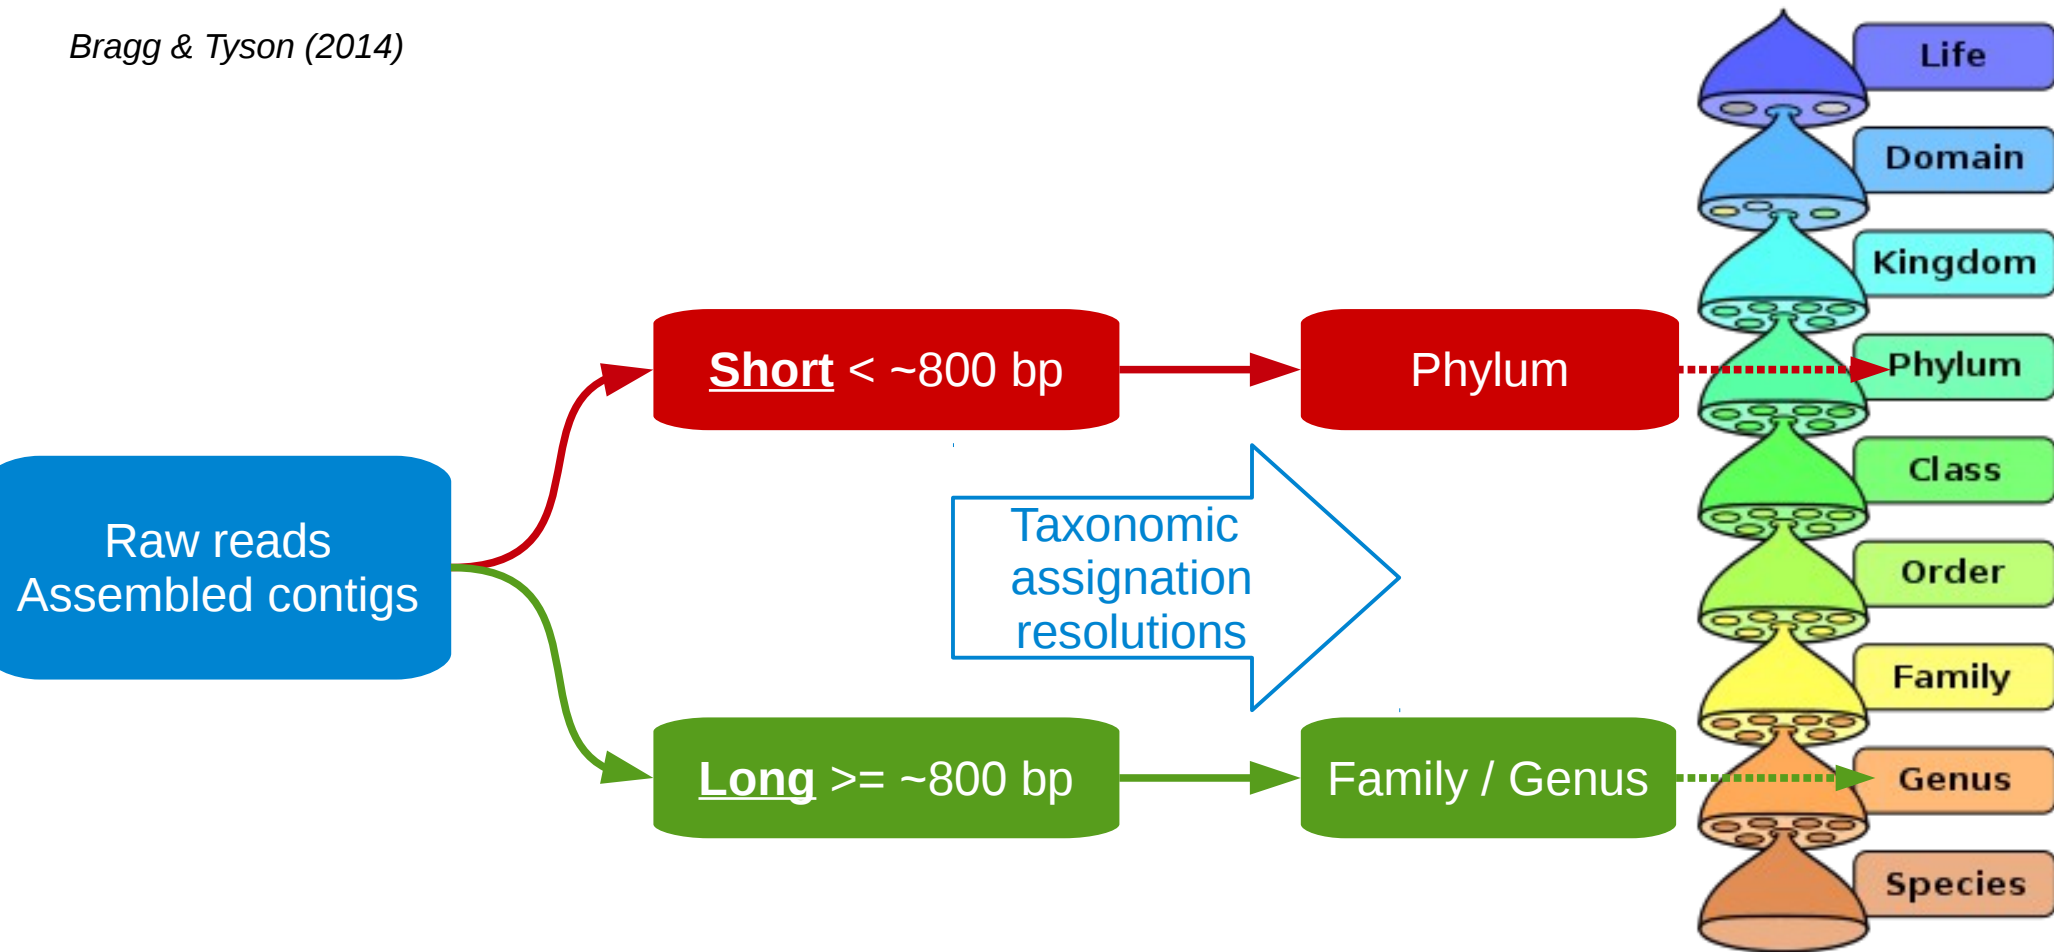 Bragg & Tyson (2014)
Raw reads
Assembled contigs
Short < ~800 bp
Phylum
Taxonomic
assignation
resolutions
Long >= ~800 bp
Family / Genus
Life
Domain
Kingdom
Phylum
Class
Order
Family
Genus
Species